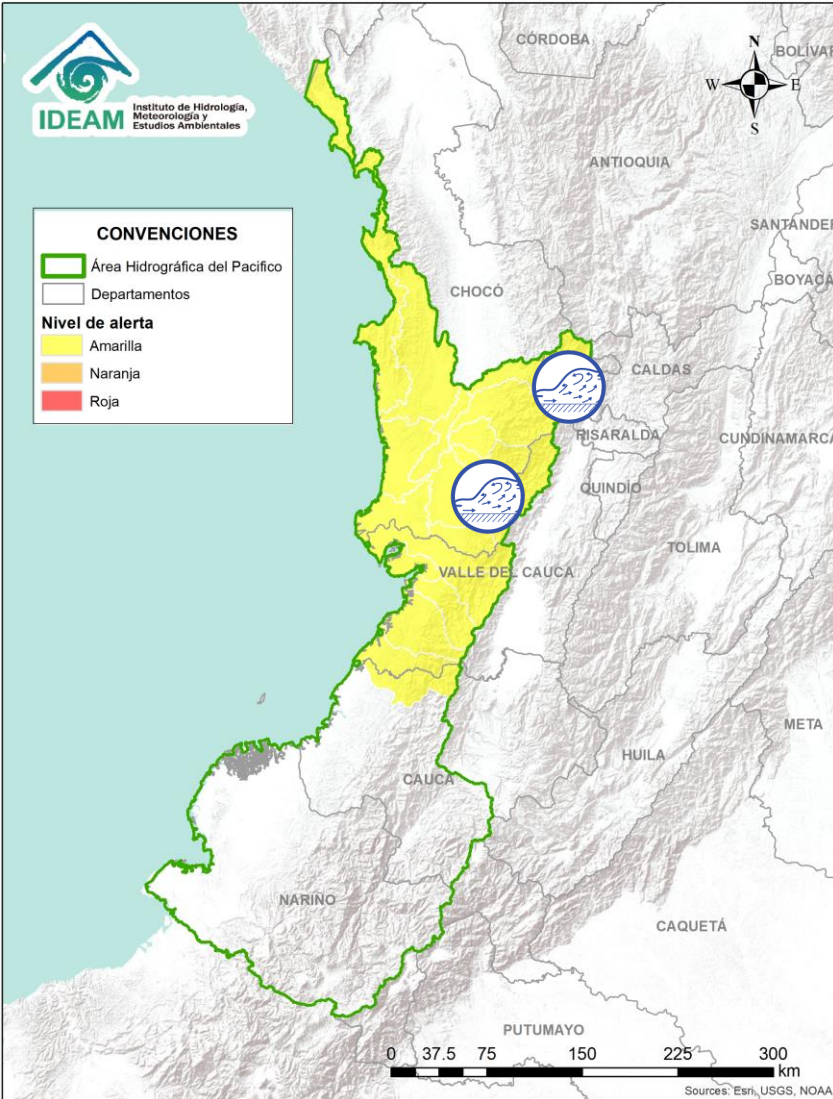 IDEAM
Instituto de Hidrología,
Meteorología y
Estudios Ambientales
CÓRDOBA
BOLÍVAR
N
W
E
S
ANTIOQUIA
SANTANDER
BOYACÁ
CONVENCIONES
Área Hidrográfica del Pacifico
Departamentos
Nivel de alerta
Amarilla
Naranja
Roja
CHOCÓ
CALDAS
RISARALDA
CUNDINAMARCA
QUINDÍO
TOLIMA
VALLE DEL CAUCA
META
HUILA
CAUCA
NARIÑO
CAQUETÁ
PUTUMAYO
0 37.5 75 150 225 300
km
Sources: Esri, USGS, NOAA